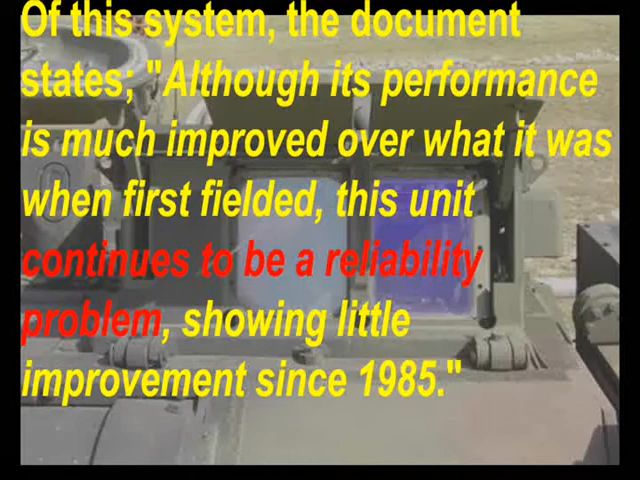 Of this system, the document
states; "Although its performance
is much improved over what it was
when first fielded, this unit
continues to be a reliability
problem, showing little
improvement since 1985."